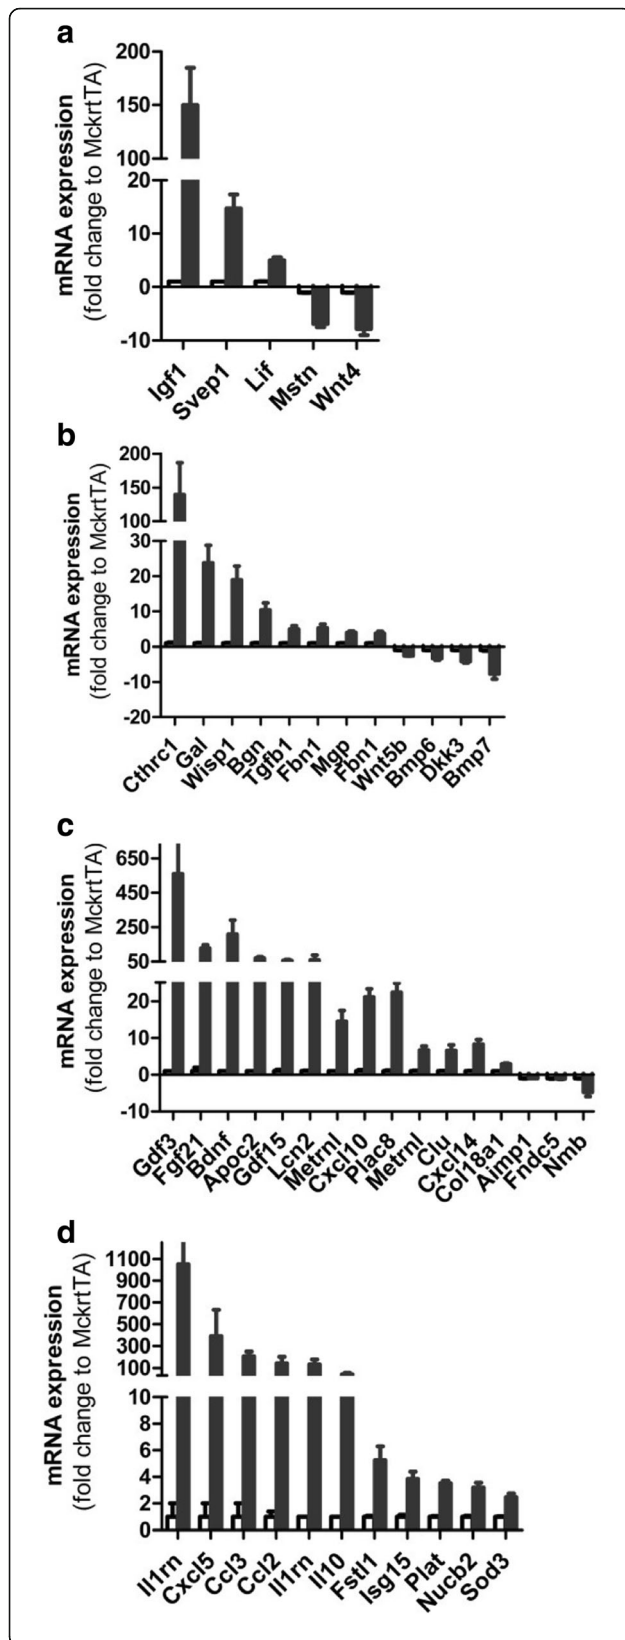 a
mRNA expression
(fold change to MckrtTA)
200
150
100
20
10
0
-10
Igf1
Svep1
Lif
Mstn
Wnt4
b
mRNA expression
(fold change to MckrtTA)
200
150
100
30
20
10
0
-10
-20
Cthrc1
Gal
Wisp1
Bgn
Tgfb1
Fbn1
Mgp
Fbn1
Wnt5b
Bmp6
Dkk3
Bmp7
c
mRNA expression
(fold change to MckrtTA)
650
450
250
50
20
10
0
-10
Gdf3
Fgf21
Bdnf
Apoc2
Gdf15
Lcn2
Metrnl
Cxcl10
Plac8
Metrnl
Clu
Cxcl14
Col18a1
Aimp1
Fndc5
Nmb
d
mRNA expression
(fold change to MckrtTA)
1100
900
700
500
300
100
10
8
6
4
2
0
Il1rn
Cxcl5
Ccl3
Ccl2
Il1rn
Il10
Fstl1
Isg15
Plat
Nucb2
Sod3